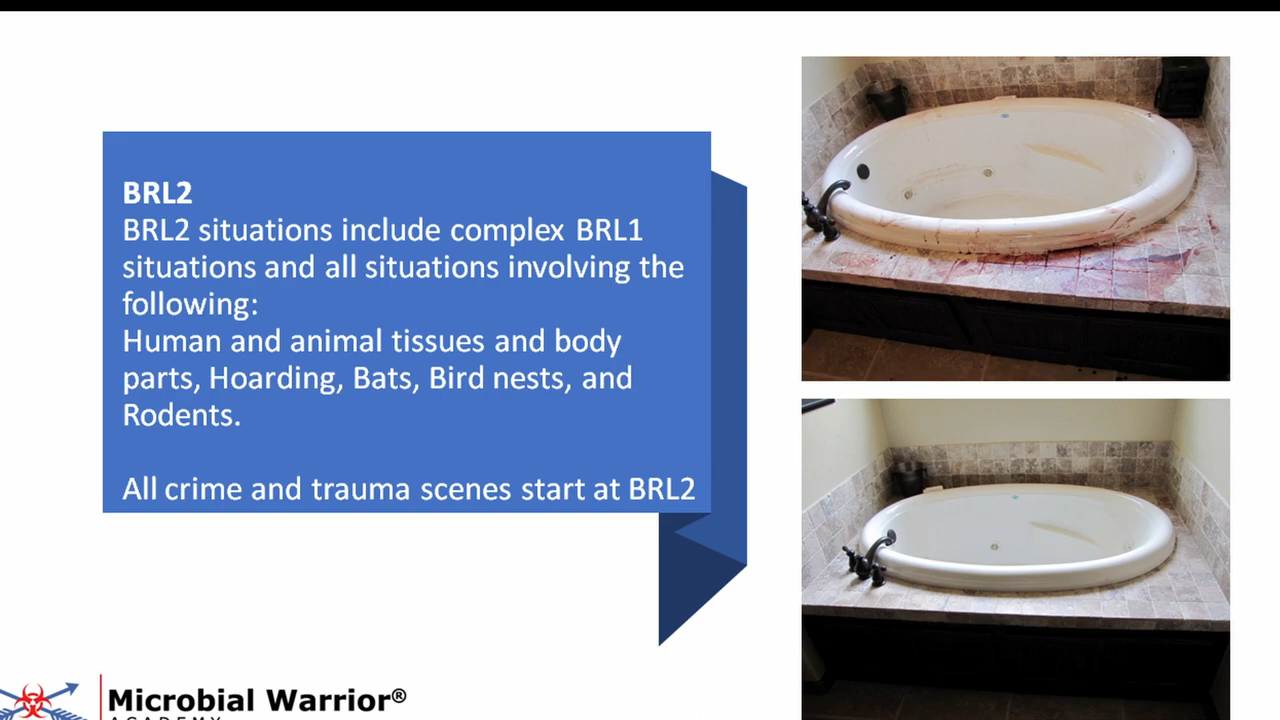 BRL2
BRL2 situations include complex BRL1
situations and all situations involving the
following:
Human and animal tissues and body
parts, Hoarding, Bats, Bird nests, and
Rodents.
All crime and trauma scenes start at BRL2
Microbial Warrior®
ACADEMY